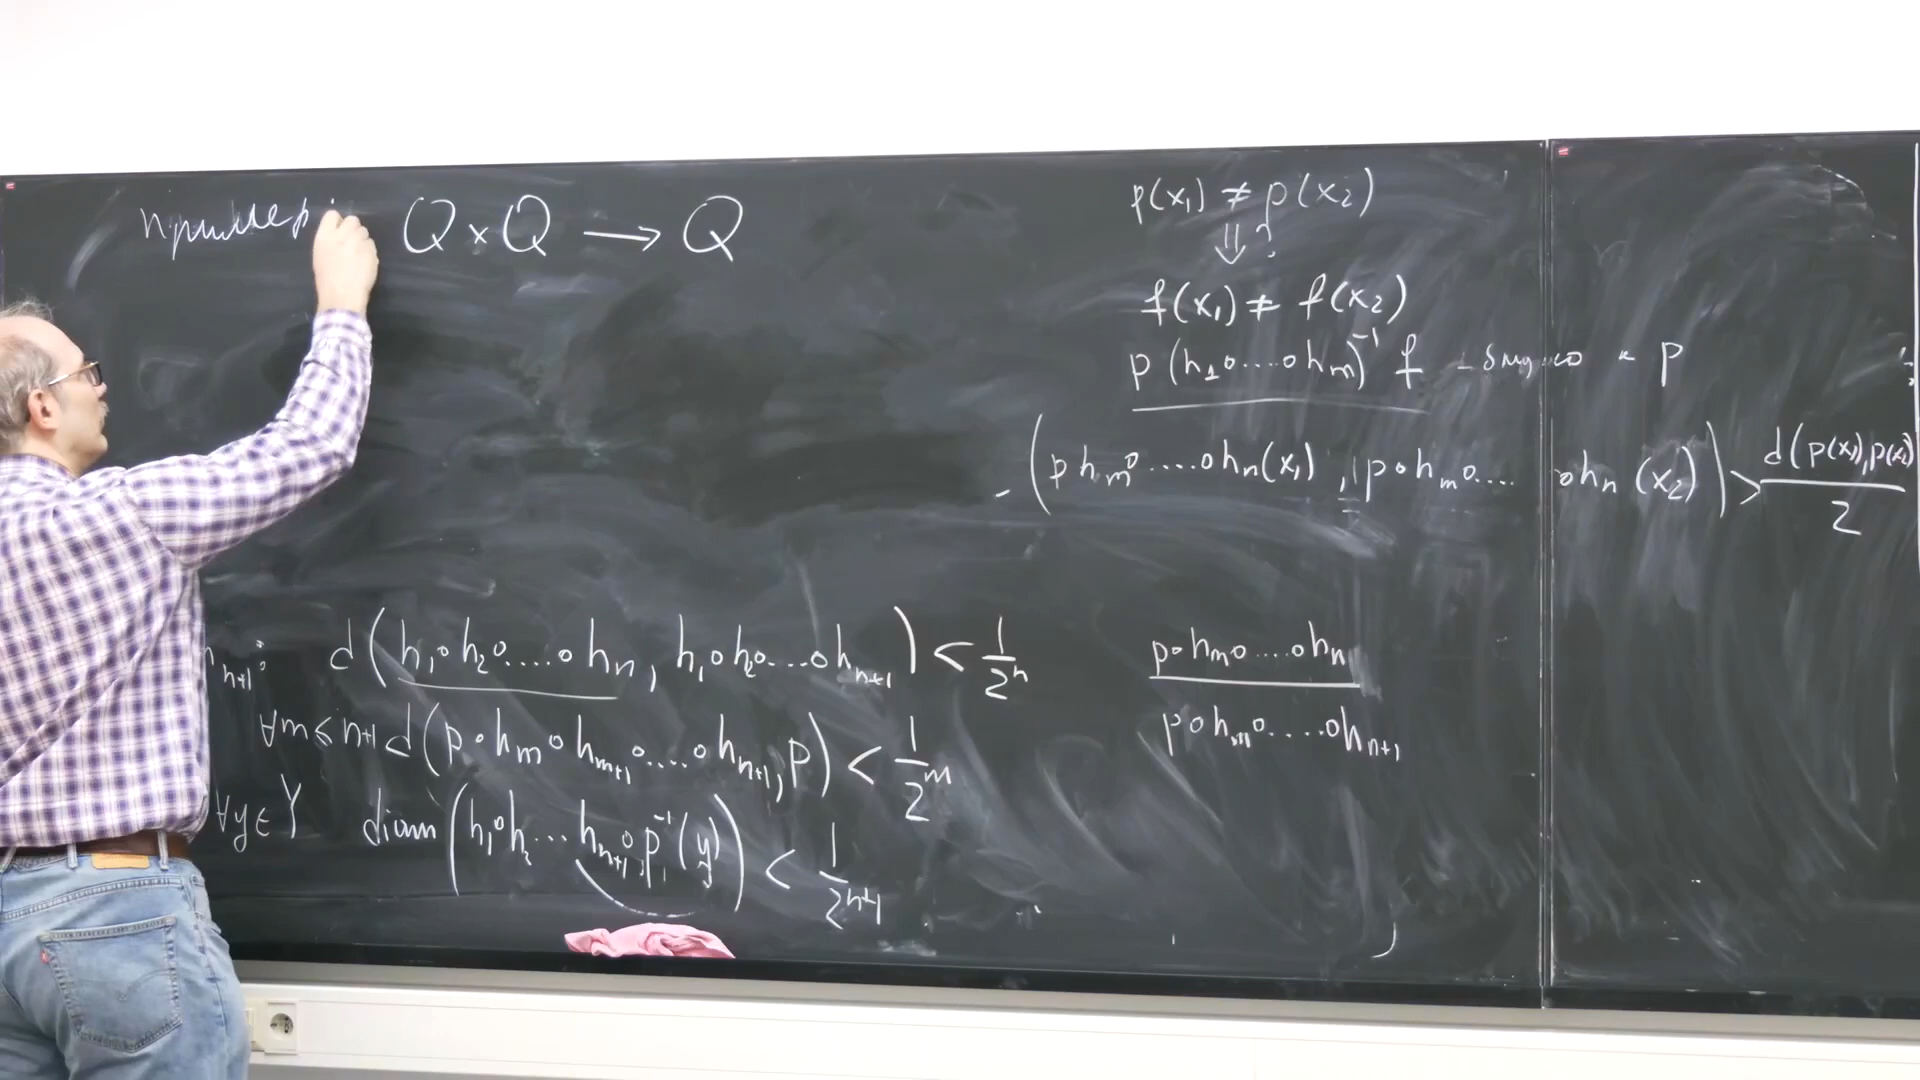 пример: Q × Q → Q
p(x₁) ≠ p(x₂)
⇓ ?
f(x₁) ≠ f(x₂)
p (h₁∘....∘hₘ)⁻¹ f - к p
- (p hₘ∘....∘hₙ(x₁), p∘hₘ∘.... ∘hₙ (x₂)) > d(p(x₁), p(x₂)) / 2
hₙ₊₁: d(h₁∘h₂∘....∘hₙ, h₁∘h₂∘....∘hₙ₊₁) < 1/2ⁿ
∀m ≤ n+1 d(p∘hₘ∘hₘ₊₁∘....∘hₙ₊₁, p) < 1/2ᵐ
∀y ∈ Y diam(h₁∘h₂... hₙ₊₁∘p⁻¹(y)) < 1/2ⁿ⁺¹
p∘hₘ∘....∘hₙ
p∘hₘ∘....∘hₙ₊₁